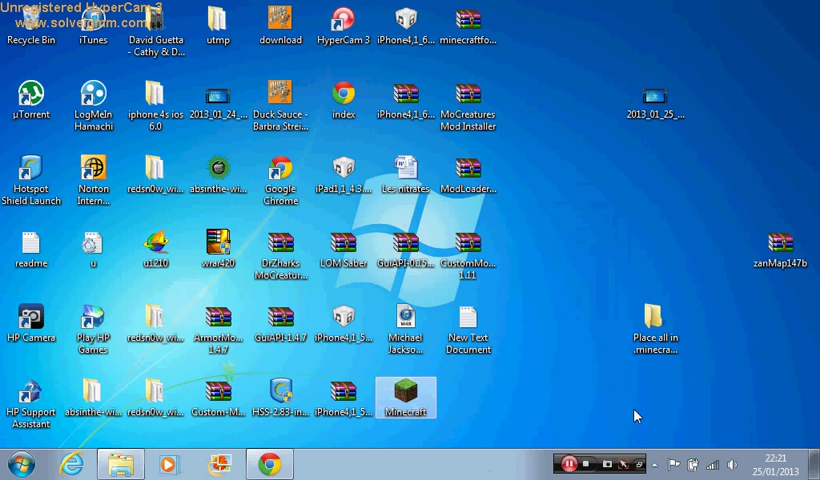 Unregistered HyperCam 3
www.solveigmm.com
Recycle Bin
iTunes
David Guetta
- Cathy & D...
utmp
download
HyperCam 3
iPhone4,1_6...
minecraftfo...
µTorrent
LogMeIn
Hamachi
iphone 4s ios
6.0
2013_01_24_...
Duck Sauce -
Barbra Strei...
index
iPhone4,1_6...
MoCreatures
Mod Installer
2013_01_25_...
Hotspot
Shield Launch
Norton
Intern...
redsn0w_wi...
absinthe-wi...
Google
Chrome
iPad1,1_4.3....
Les nitrates
ModLoader...
readme
u
u1210
wrar420
DrZharks
MoCreatur...
LOM Saber
GuiAPI-0.15...
CustomMo...
1.11
zanMap147b
HP Camera
Play HP
Games
redsn0w_wi...
ArmorMo...
1.4.7
GuiAPI-1.4.7
iPhone4,1_5...
Michael
Jackso...
New Text
Document
Place all in
.minecra...
HP Support
Assistant
absinthe-wi...
redsn0w_wi...
Custom-M...
HSS-2.83-in...
iPhone4,1_5...
Minecraft
22:21
25/01/2013